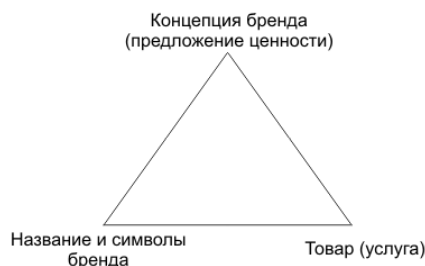 Концепция бренда
(предложение ценности)
Название и символы
бренда
Товар (услуга)